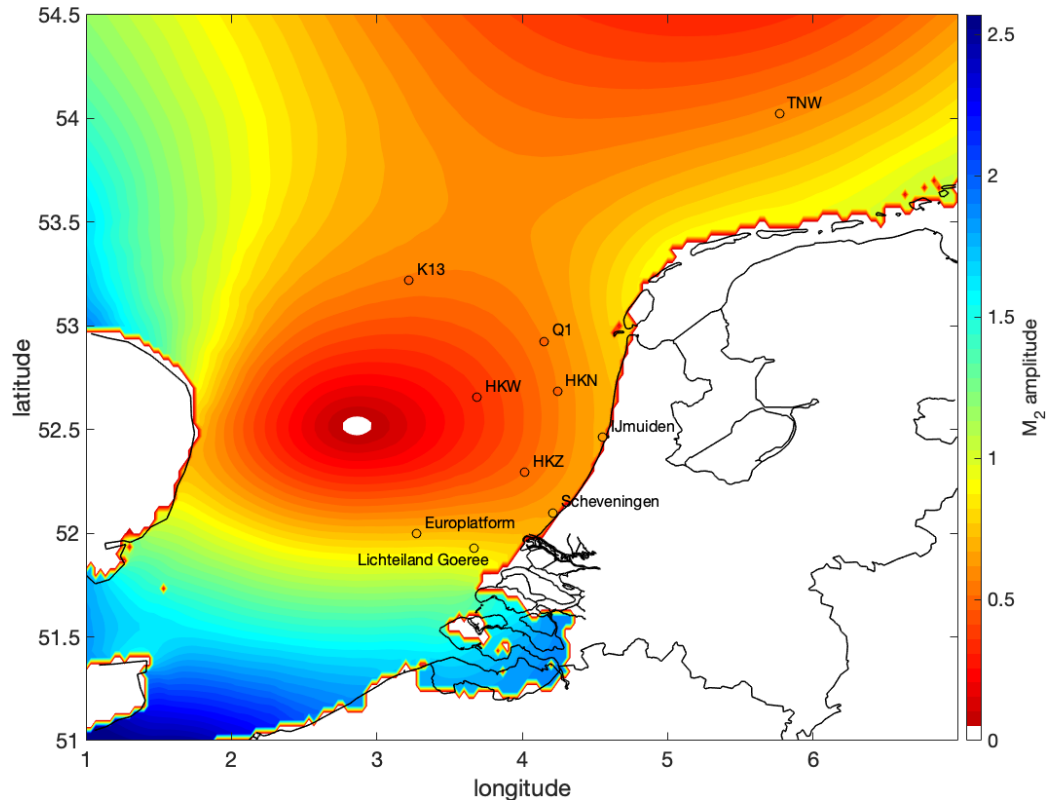 54.5
54
53.5
53
52.5
52
51.5
51
latitude
1
2
3
4
5
6
longitude
TNW
K13
Q1
HKW
HKN
IJmuiden
HKZ
Scheveningen
Europlatform
Lichteiland Goeree
2.5
2
1.5
1
0.5
0
M2 amplitude